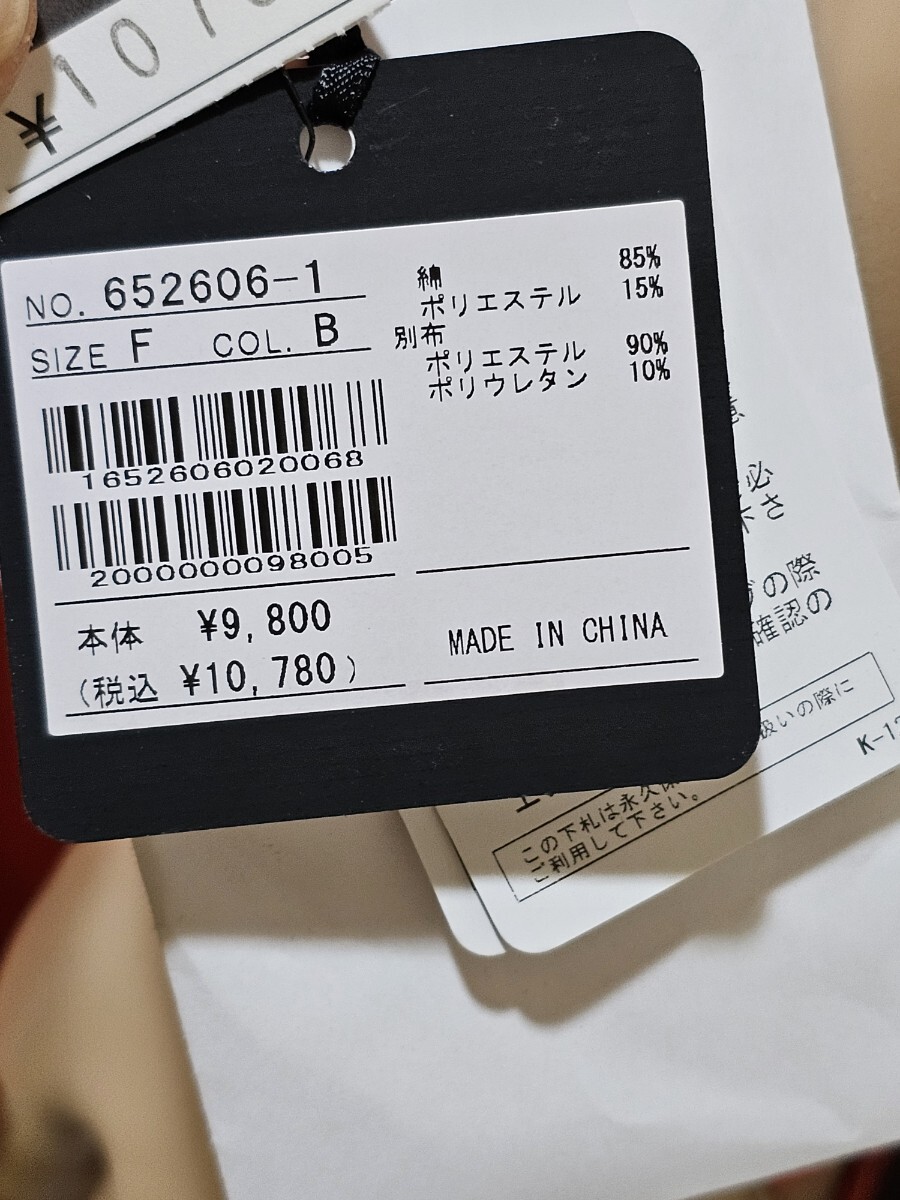 ¥10
NO. 652606-1
SIZE F COL. B
1652606020068
2000000098005
本体 ¥9,800
(税込 ¥10,780)
綿 85%
ポリエステル 15%
別布
ポリエステル 90%
ポリウレタン 10%
MADE IN CHINA
必
下さ
の際
確認の
扱いの際に
K-1
この下札は永久保
ご利用して下さい。